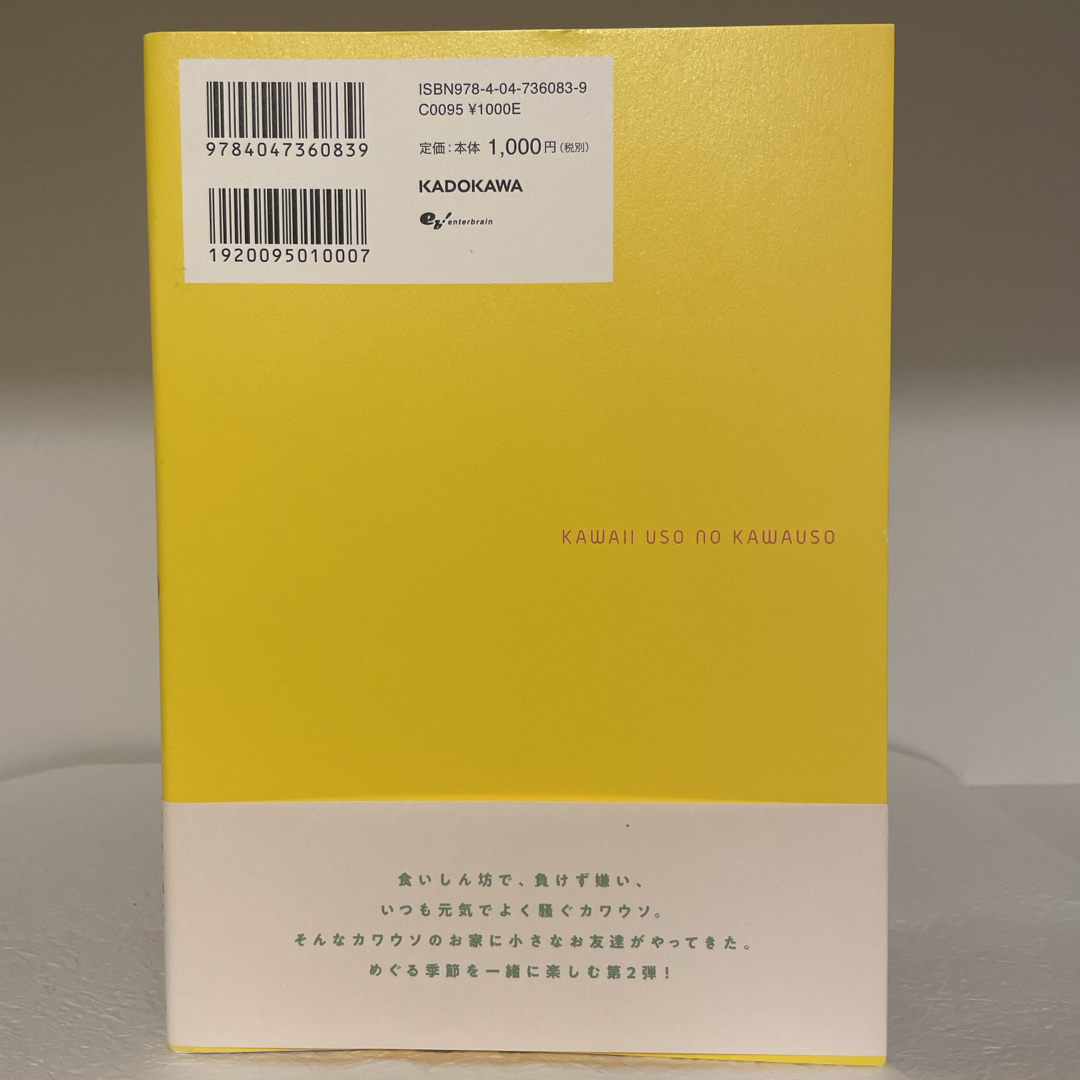 ISBN978-4-04-736083-9
C0095 ¥1000E
9784047360839
定価:本体 1,000円(税別)
KADOKAWA
eb! enterbrain
1920095010007
KAWAII USO NO KAWAUSO
食いしん坊で、負けず嫌い、
いつも元気でよく騒ぐカワウソ。
そんなカワウソのお家に小さなお友達がやってきた。
めぐる季節を一緒に楽しむ第2弾!